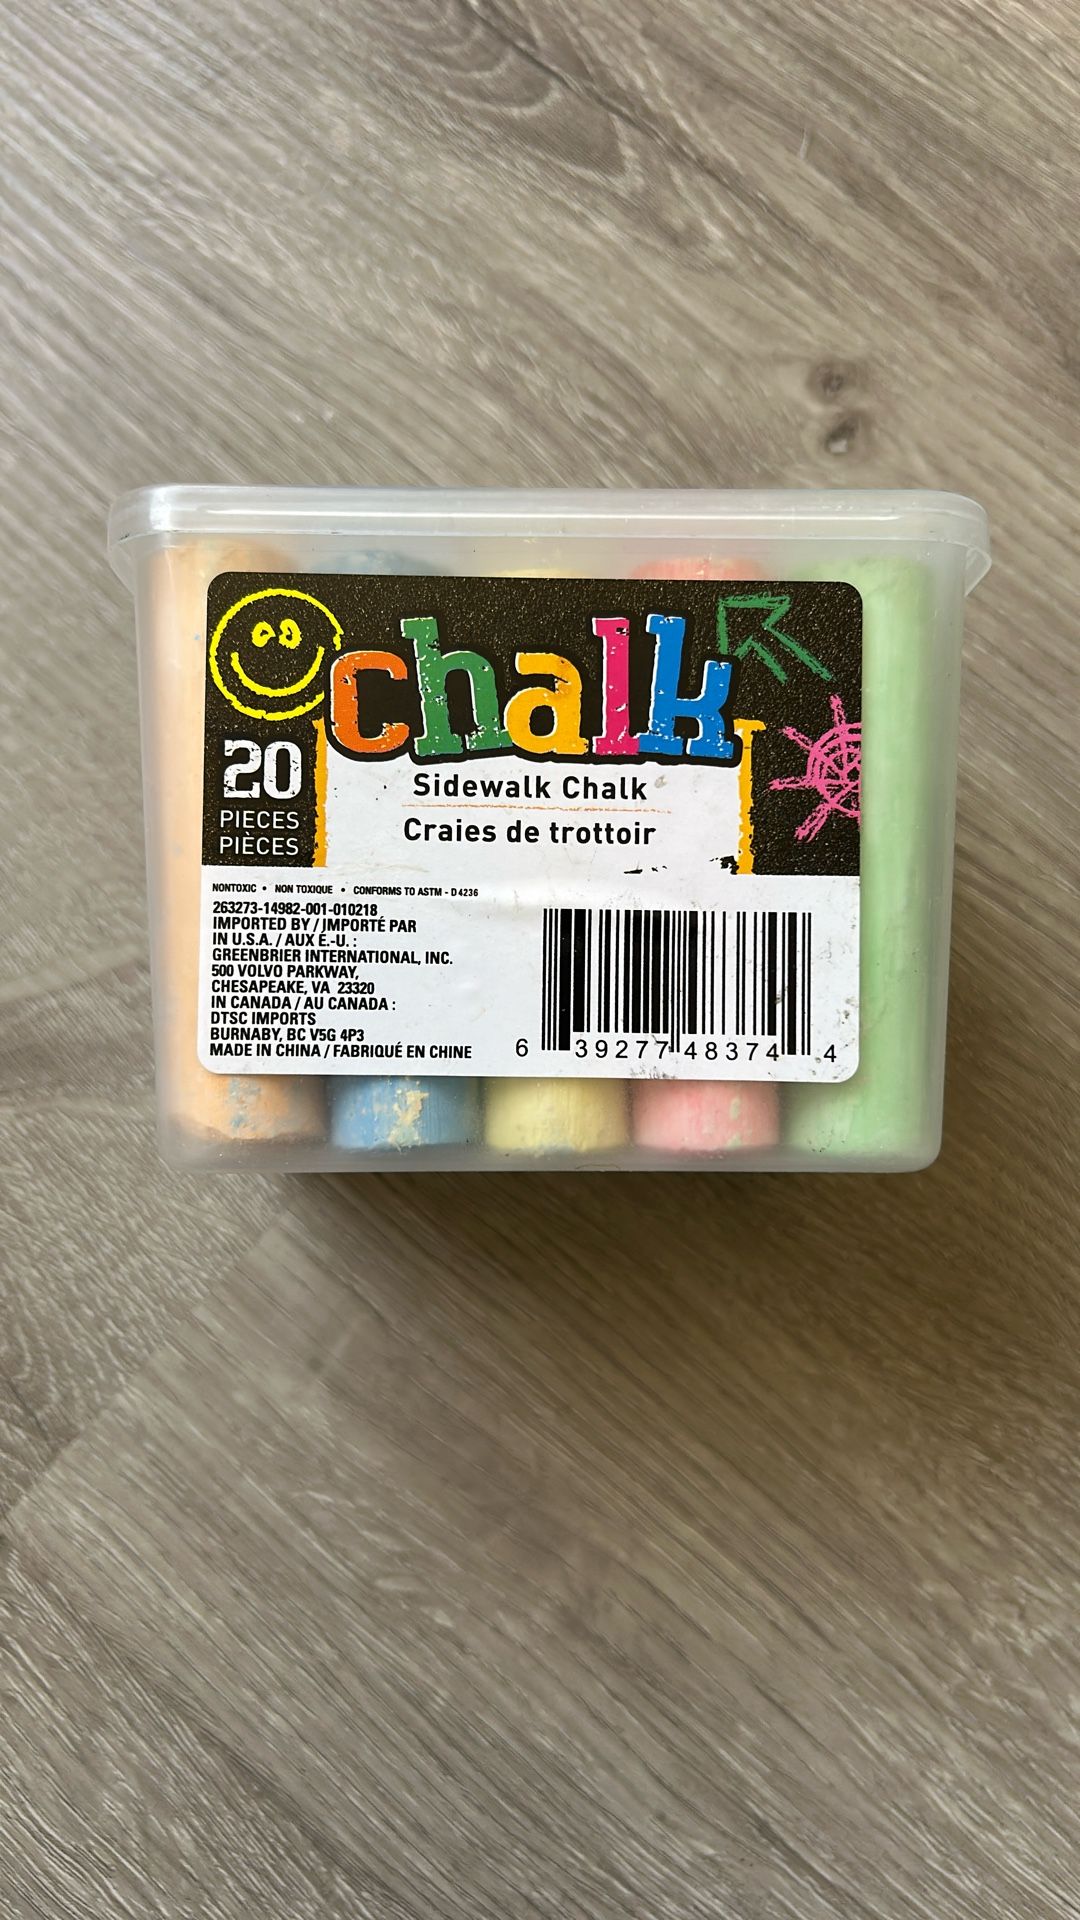 chalk
Sidewalk Chalk
Craies de trottoir
20
PIECES
PIÈCES
NONTOXIC • NON TOXIQUE • CONFORMS TO ASTM - D4236
263273-14982-001-010218
IMPORTED BY / IMPORTÉ PAR
IN U.S.A. / AUX É.-U. :
GREENBRIER INTERNATIONAL, INC.
500 VOLVO PARKWAY,
CHESAPEAKE, VA 23320
IN CANADA / AU CANADA :
DTSC IMPORTS
BURNABY, BC V5G 4P3
MADE IN CHINA / FABRIQUÉ EN CHINE
6 39277 48374 4